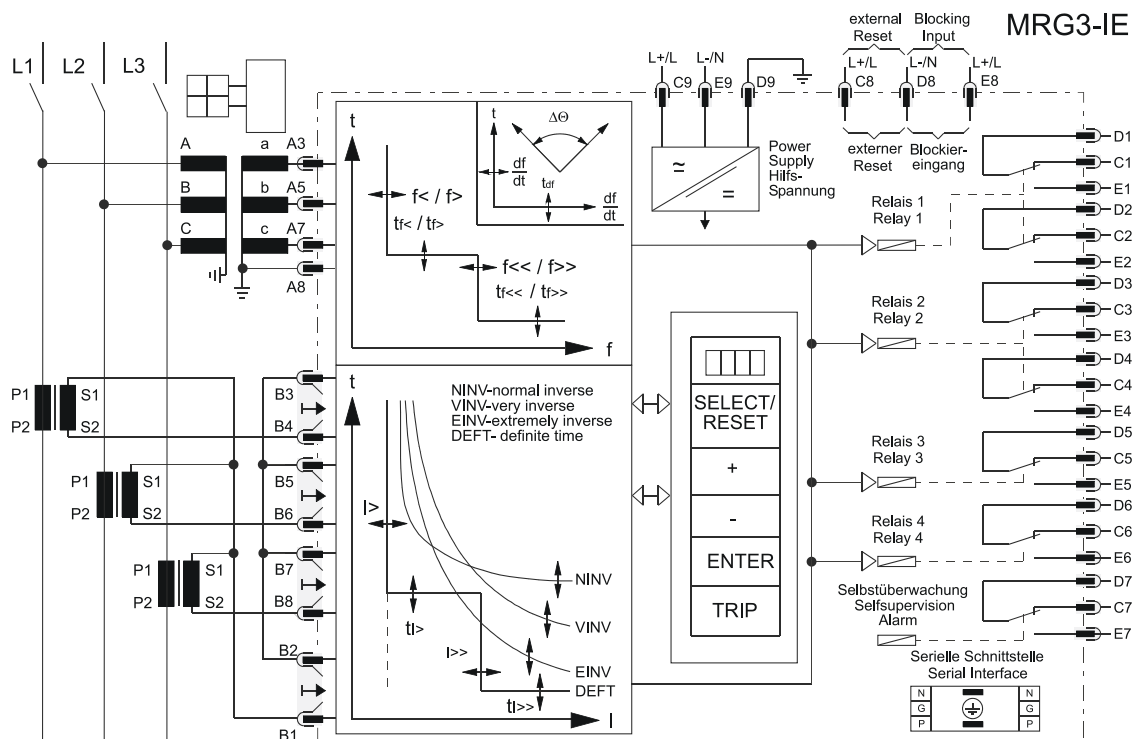 MRG3-IE
external Reset
Blocking Input
L+/L
L-/N
L+/L
L-/N
L+/L
C9
E9
D9
C8
D8
E8
L1
L2
L3
externer Reset
Blockier-
eingang
Power
Supply
Hilfs-
Spannung
≂
=
A
a
A3
B
b
A5
C
c
A7
A8
t
f< / f>
tf< / tf>
f<< / f>>
tf<< / tf>>
f
t
ΔΘ
df
dt
tdf
df
dt
Relais 1
Relay 1
Relais 2
Relay 2
Relais 3
Relay 3
Relais 4
Relay 4
Selbstüberwachung
Selfsupervision
Alarm
Serielle Schnittstelle
Serial Interface
N
G
P
N
G
P
D1
C1
E1
D2
C2
E2
D3
C3
E3
D4
C4
E4
D5
C5
E5
D6
C6
E6
D7
C7
E7
SELECT/
RESET
+
-
ENTER
TRIP
P1
P2
S1
S2
P1
P2
S1
S2
P1
P2
S1
S2
B3
B4
B5
B6
B7
B8
B2
B1
t
NINV-normal inverse
VINV-very inverse
EINV-extremely inverse
DEFT- definite time
I>
tI>
I>>
tI>>
NINV
VINV
EINV
DEFT
I